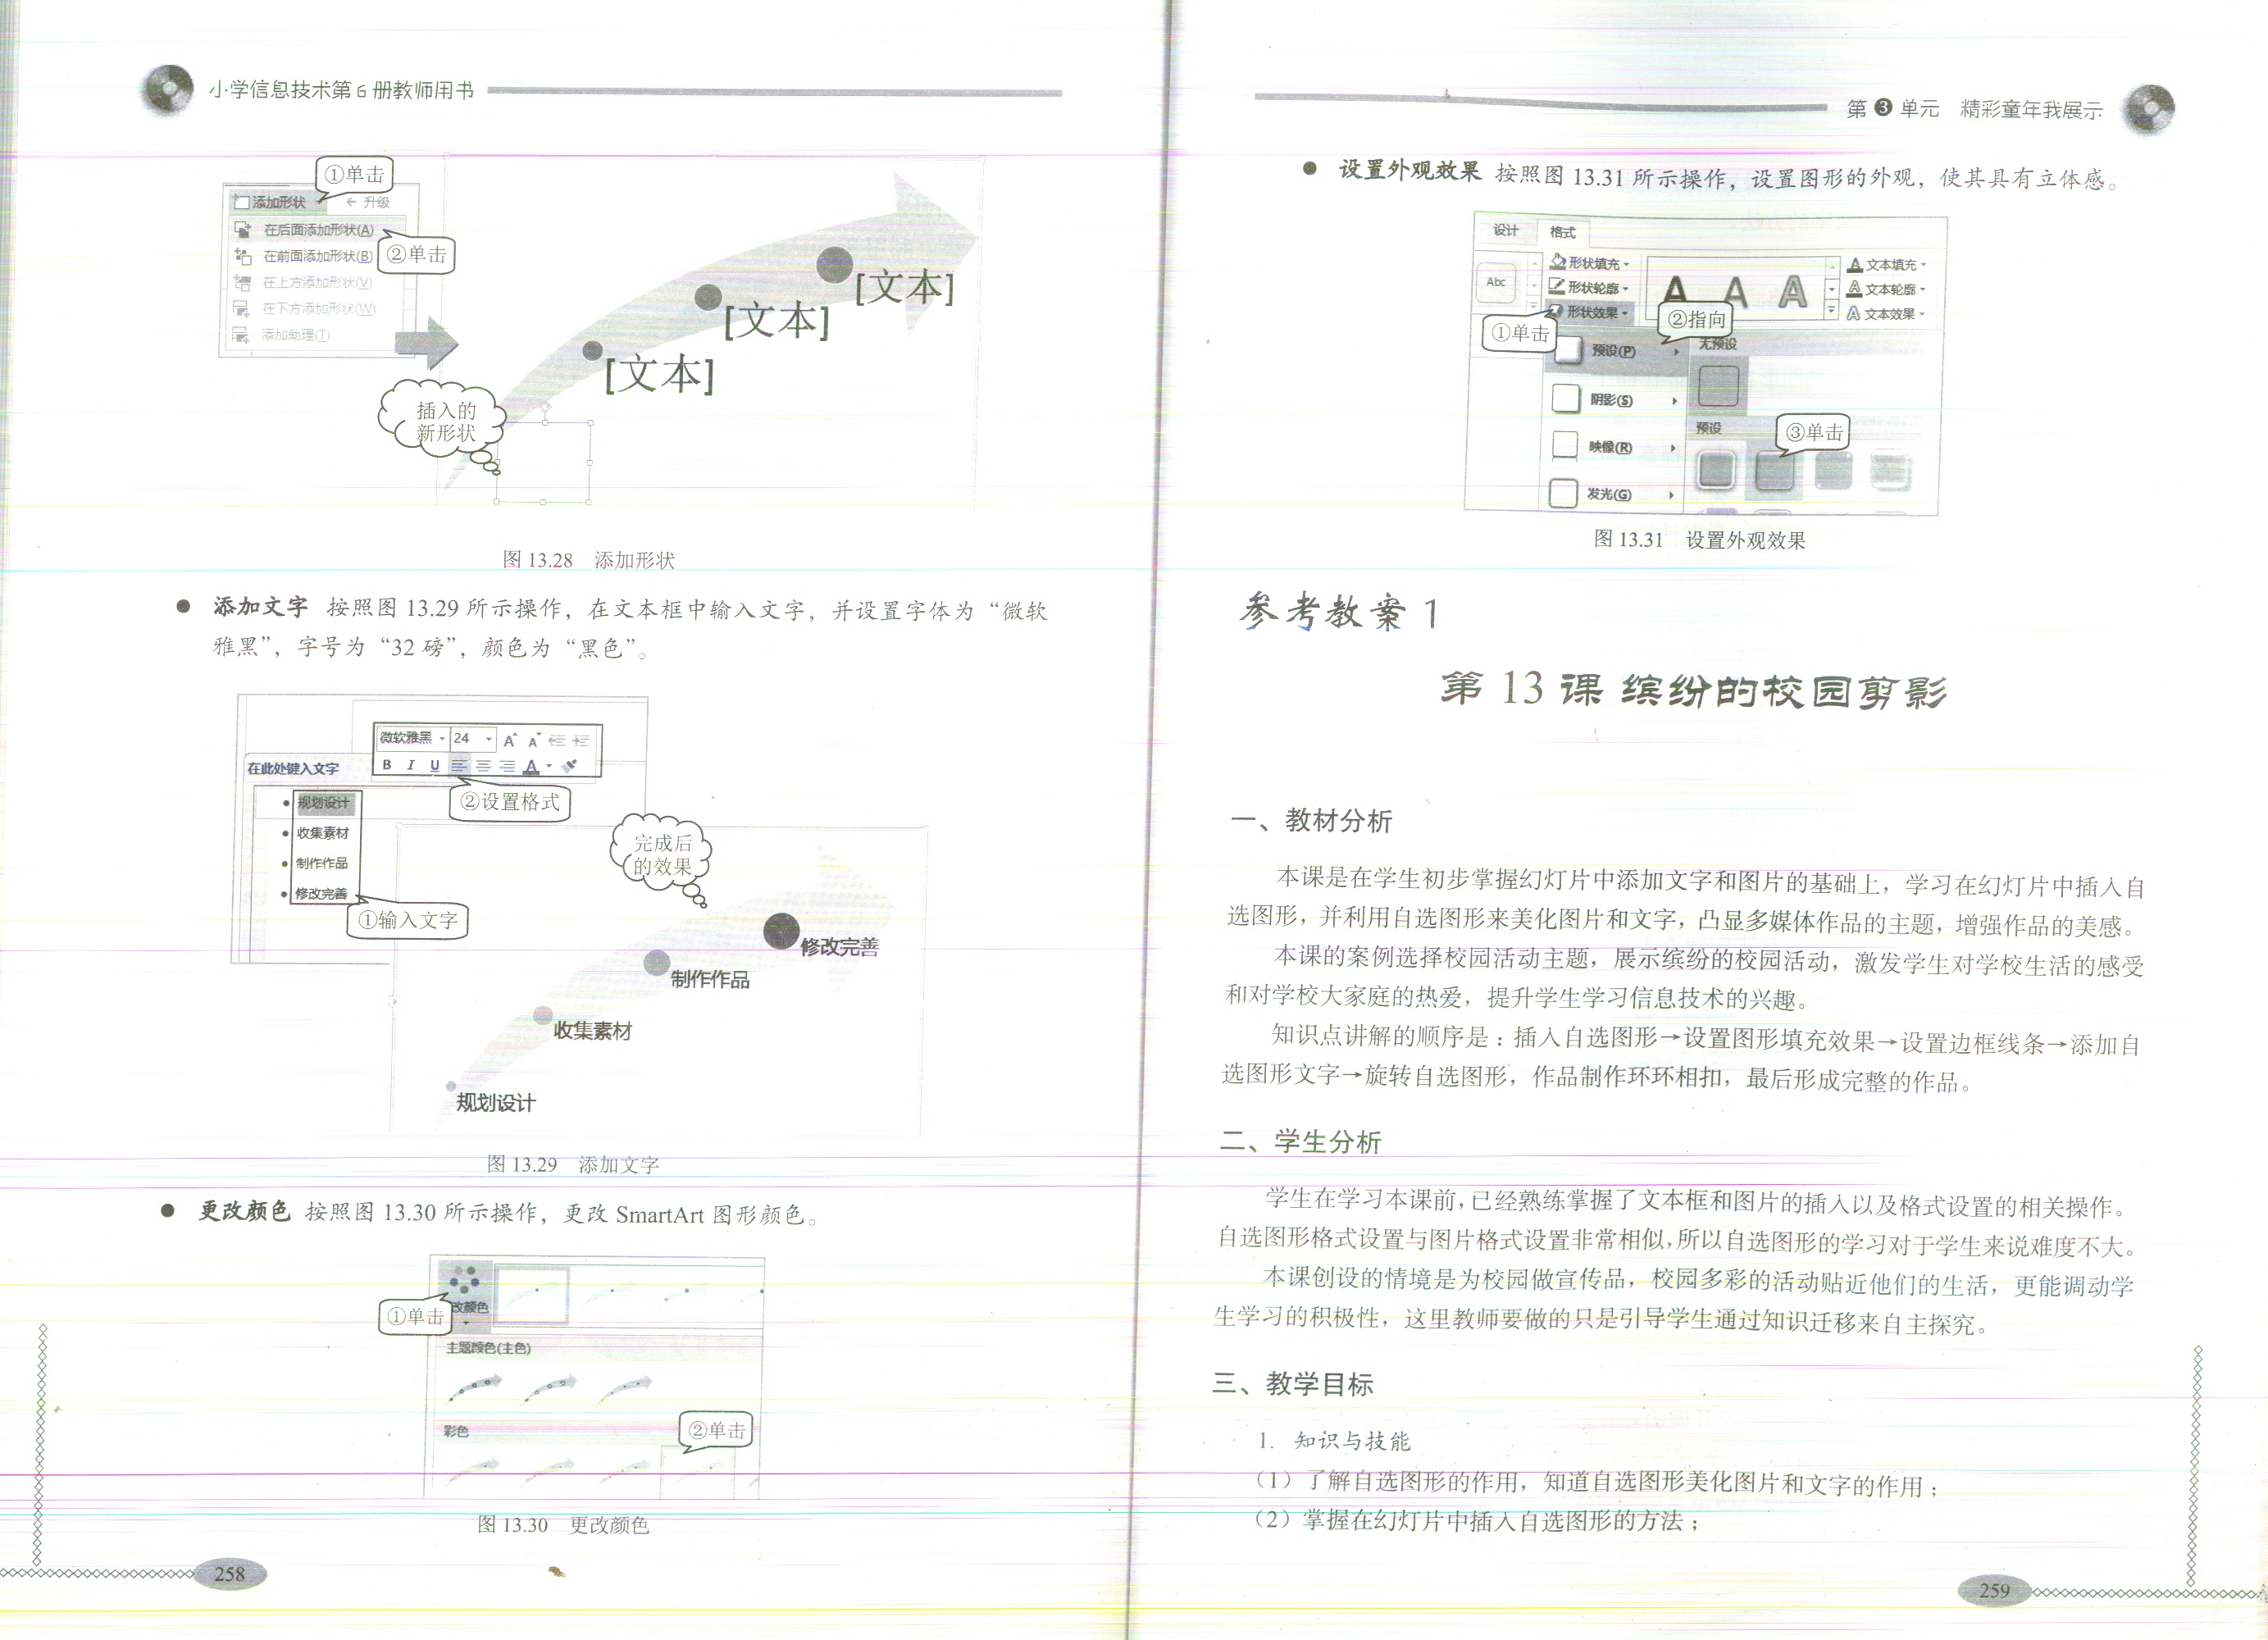 小学信息技术第 6 册教师用书
①单击
添加形状
升级
在后面添加形状(A)
②单击
在前面添加形状(B)
在上方添加形状(V)
在下方添加形状(W)
添加助理(T)
[文本]
[文本]
[文本]
插入的
新形状
图 13.28 添加形状
● 添加文字 按照图 13.29 所示操作，在文本框中输入文字，并设置字体为“微软
雅黑”，字号为“32 磅”，颜色为“黑色”。
微软雅黑 24 A A
B I U A
在此处键入文字
②设置格式
● 规划设计
● 收集素材
● 制作作品
● 修改完善
①输入文字
完成后
的效果
修改完善
制作作品
收集素材
规划设计
图 13.29 添加文字
● 更改颜色 按照图 13.30 所示操作，更改 SmartArt 图形颜色。
①单击
改颜色
主题颜色(主色)
彩色
②单击
图 13.30 更改颜色
258
第 3 单元 精彩童年我展示
● 设置外观效果 按照图 13.31 所示操作，设置图形的外观，使其具有立体感。
设计 格式
Abc
形状填充
形状轮廓
形状效果
A A A
文本填充
文本轮廓
文本效果
①单击
②指向
预设(P)
无预设
阴影(S)
预设
③单击
映像(R)
发光(G)
图 13.31 设置外观效果
参考教案 1
第 13 课 缤纷的校园剪影
一、教材分析
本课是在学生初步掌握幻灯片中添加文字和图片的基础上，学习在幻灯片中插入自
选图形，并利用自选图形来美化图片和文字，凸显多媒体作品的主题，增强作品的美感。
本课的案例选择校园活动主题，展示缤纷的校园活动，激发学生对学校生活的感受
和对学校大家庭的热爱，提升学生学习信息技术的兴趣。
知识点讲解的顺序是：插入自选图形→设置图形填充效果→设置边框线条→添加自
选图形文字→旋转自选图形，作品制作环环相扣，最后形成完整的作品。
二、学生分析
学生在学习本课前，已经熟练掌握了文本框和图片的插入以及格式设置的相关操作。
自选图形格式设置与图片格式设置非常相似，所以自选图形的学习对于学生来说难度不大。
本课创设的情境是为校园做宣传品，校园多彩的活动贴近他们的生活，更能调动学
生学习的积极性，这里教师要做的只是引导学生通过知识迁移来自主探究。
三、教学目标
1. 知识与技能
（1）了解自选图形的作用，知道自选图形美化图片和文字的作用；
（2）掌握在幻灯片中插入自选图形的方法；
259